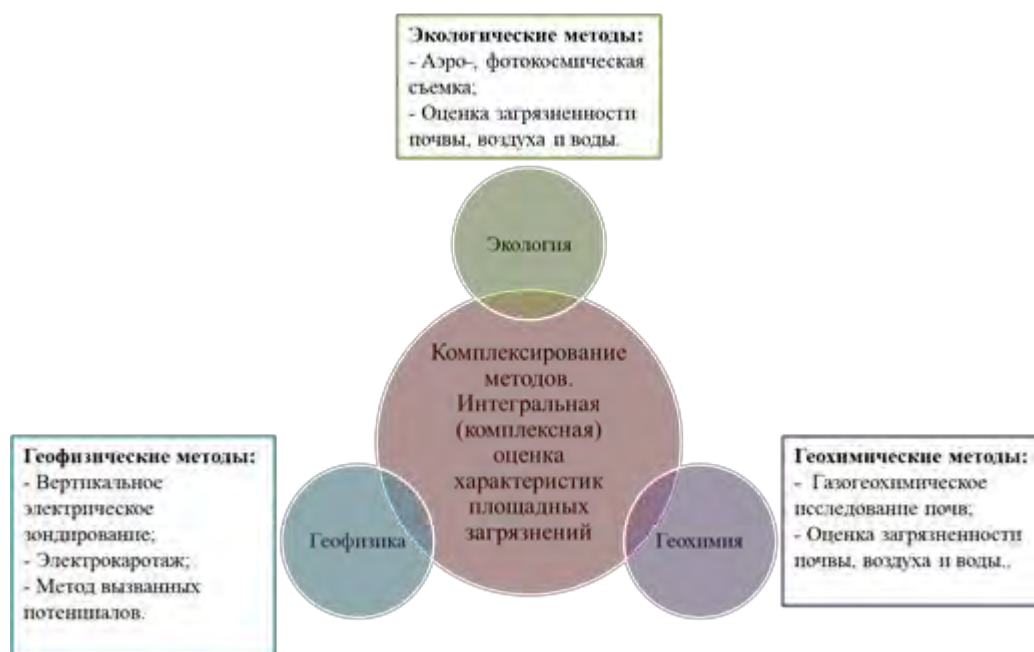 Экологические методы:
- Аэро-, фотокосмическая
съемка;
- Оценка загрязненности
почвы, воздуха и воды.
Экология
Комплексирование
методов.
Интегральная
(комплексная)
оценка
характеристик
площадных
загрязнений
Геофизические методы:
- Вертикальное
электрическое
зондирование;
- Электрокаротаж;
- Метод вызванных
потенциалов.
Геофизика
Геохимия
Геохимические методы:
- Газогеохимическое
исследование почв;
- Оценка загрязненности
почвы, воздуха и воды..